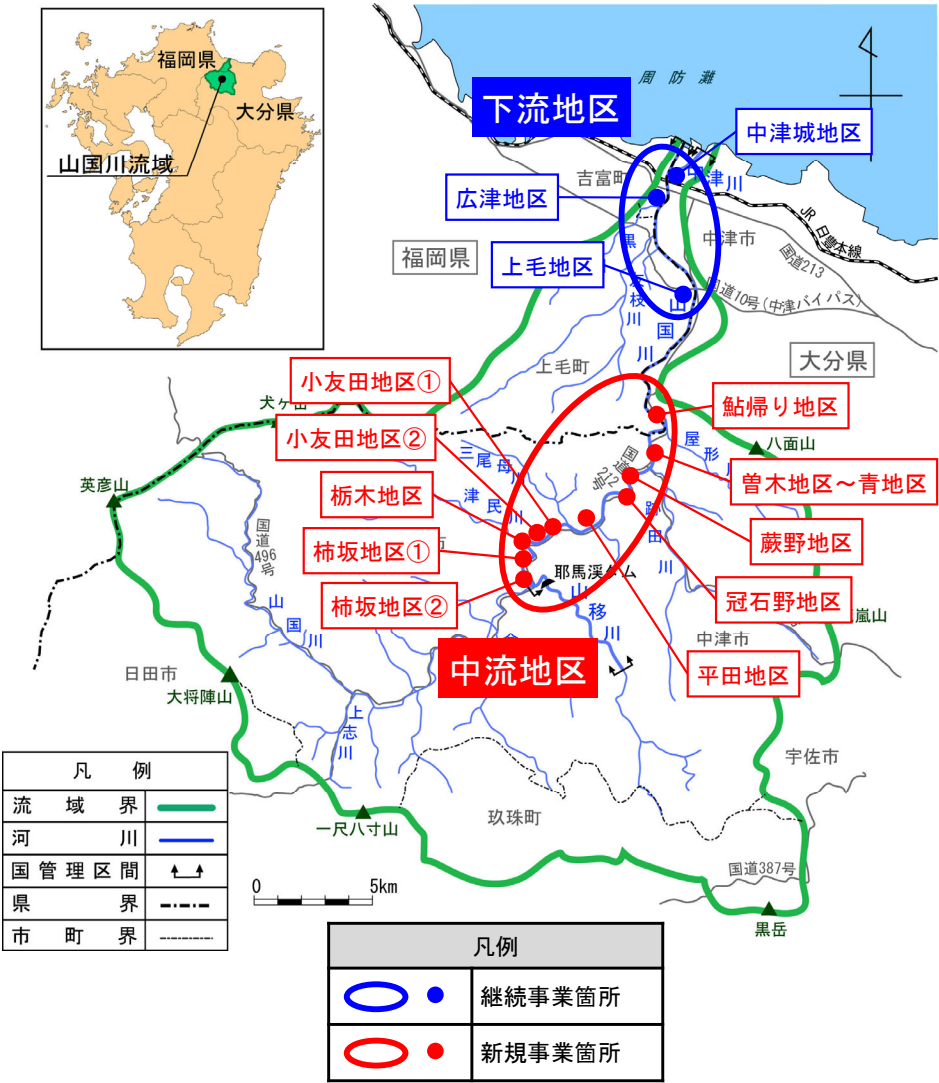 福岡県
大分県
山国川流域
周防灘
下流地区
中津城地区
吉富町
中津川
広津地区
JR 日豊本線
中津市
福岡県
黒
国道213
上毛地区
友枝川
国道10号(中津バイパス)
山国川
上毛町
大分県
小友田地区①
犬ヶ岳
鮎帰り地区
小友田地区②
八面山
屋形
三尾母川
国道212号
曽木地区～青地区
英彦山
栃木地区
津民川
跡田川
国道496号
蕨野地区
柿坂地区①
耶馬渓ダム
柿坂地区②
冠石野地区
山国川
山移川
嵐山
中津市
中流地区
平田地区
日田市
大将陣山
上志川
宇佐市
凡例
流域界
河川
国管理区間
県界
市町界
一尺八寸山
玖珠町
国道387号
0 5km
黒岳
凡例
継続事業箇所
新規事業箇所